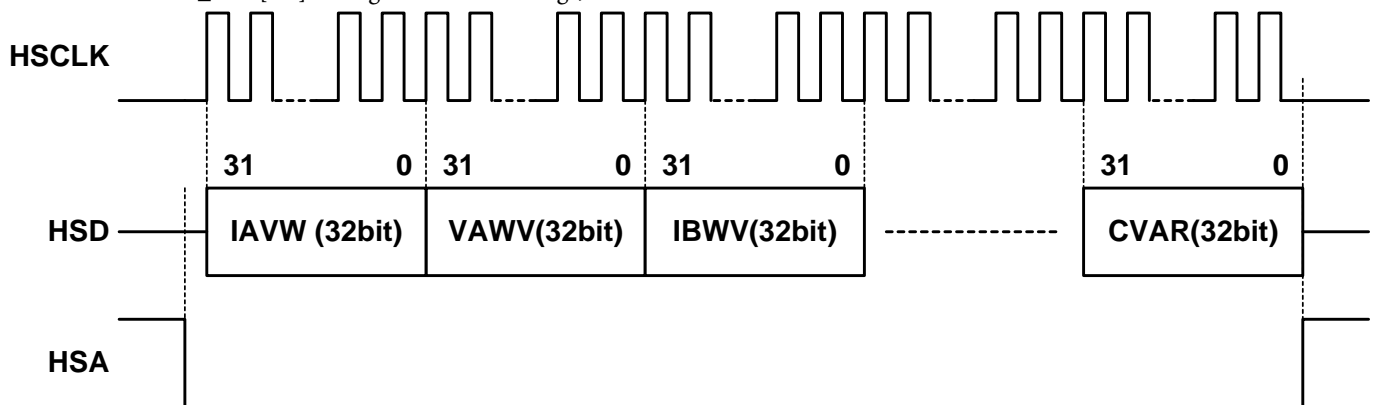 HSCLK
31 0 31 0 31 0 31 0
HSD IAVW (32bit) VAWV(32bit) IBWV(32bit) CVAR(32bit)
HSA